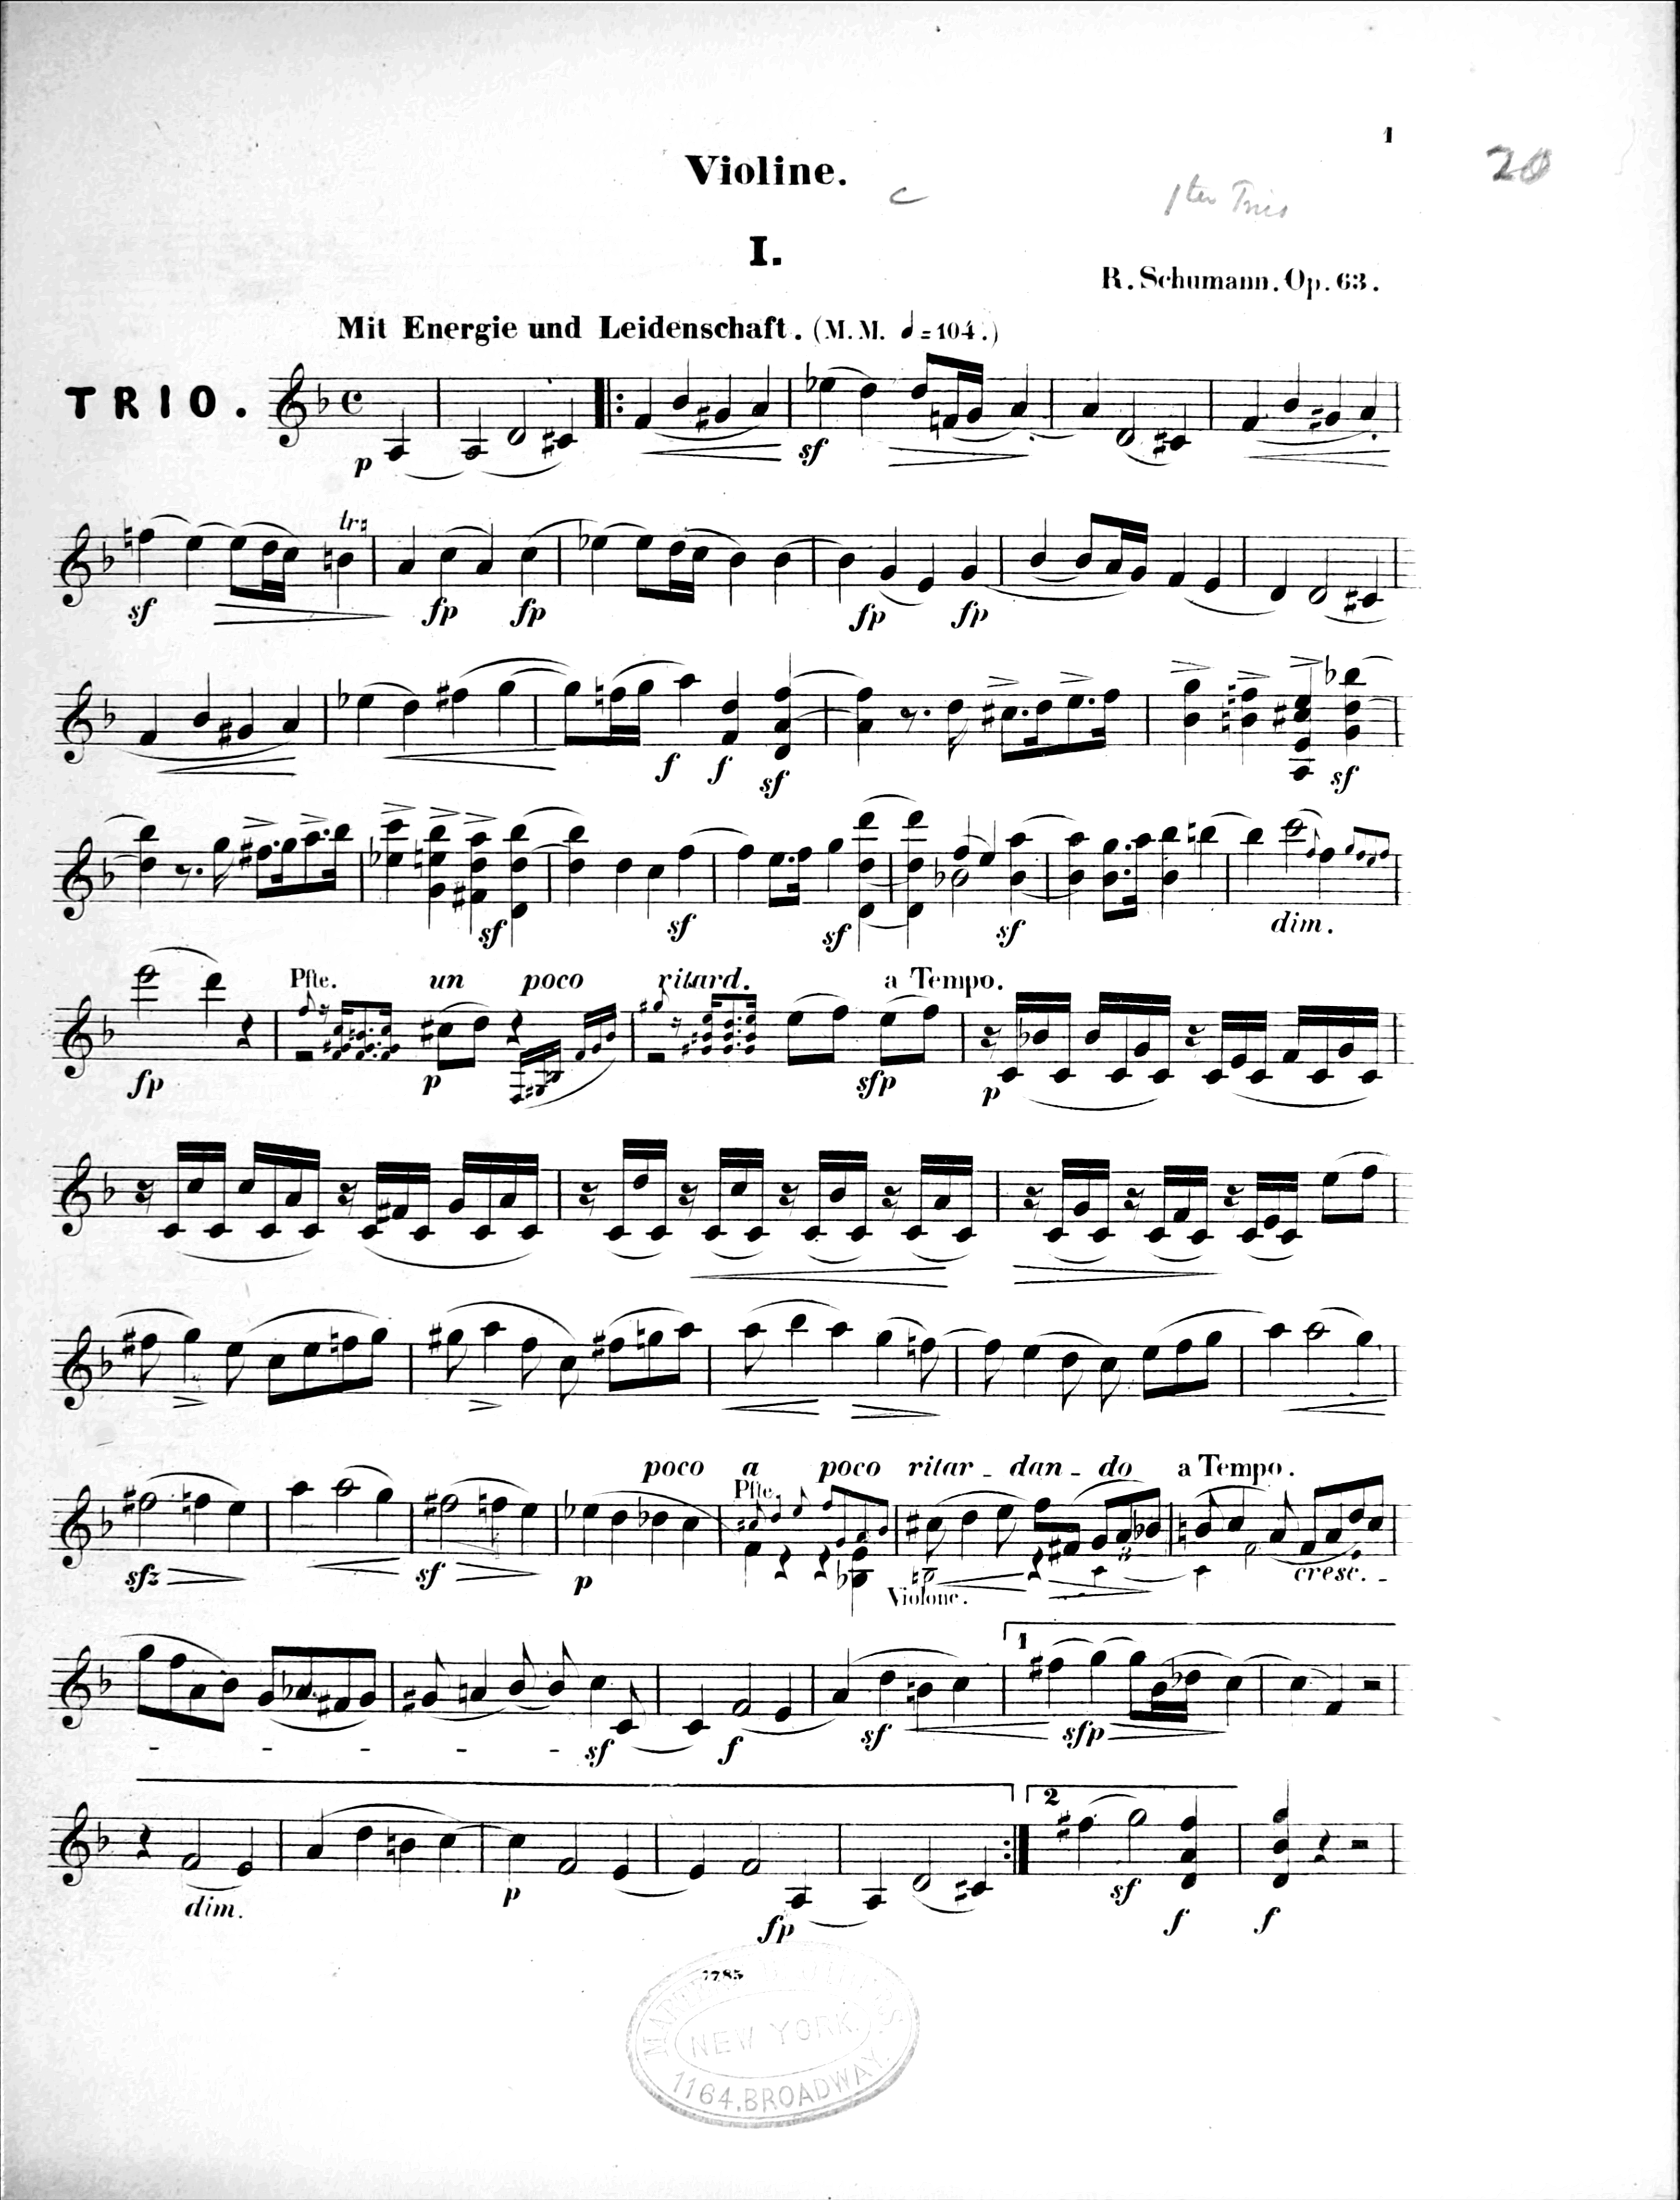 1
20
Violine.
C
1ter Trio
I.
R. Schumann. Op. 63.
Mit Energie und Leidenschaft. (M. M. 𝅗𝅥 = 104.)
TRIO.
p sf
tr
sf fp fp fp fp
f f sf sf
sf sf sf sf dim.
Pfte. un poco ritard. a Tempo.
fp p sfp p
poco a poco ritar - dan - do a Tempo.
Pfte.
sfz sf p 3 cresc. -
Violonc.
1
- - - - - sf f sf sfp
2
dim. p fp sf f f
7785
NEW YORK.
1164. BROADWAY.